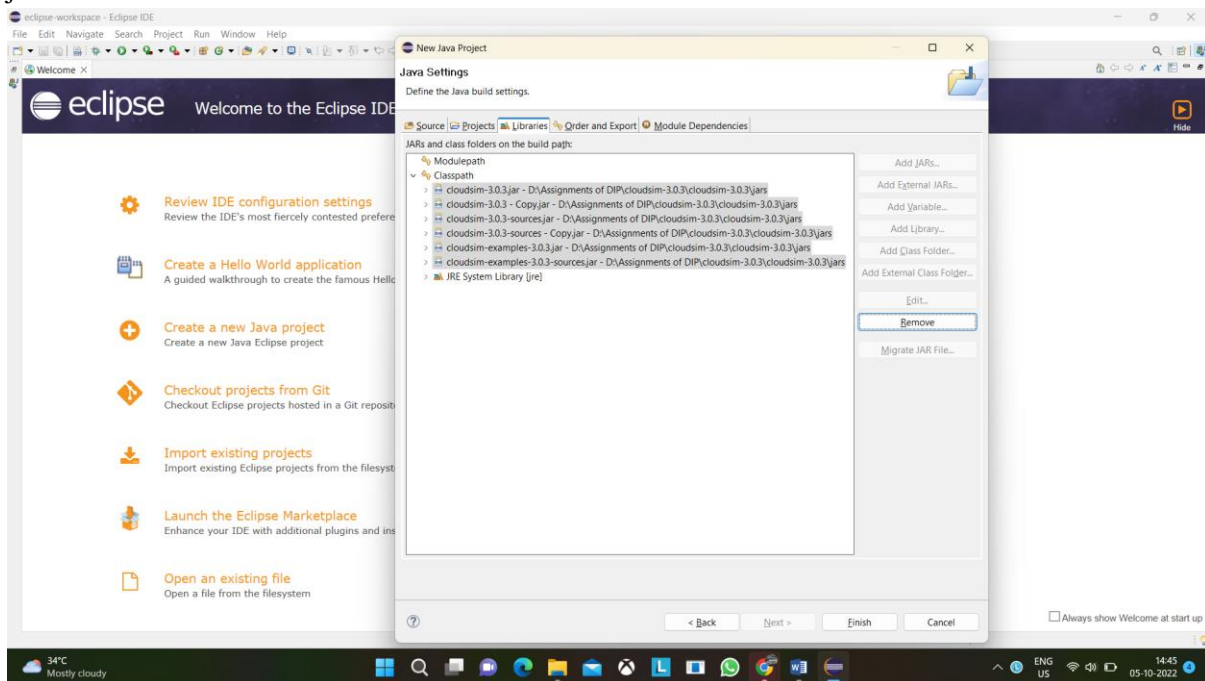 eclipse-workspace - Eclipse IDE
File Edit Navigate Search Project Run Window Help
Welcome
eclipse Welcome to the Eclipse IDE
Hide
Review IDE configuration settings
Review the IDE's most fiercely contested prefere
Create a Hello World application
A guided walkthrough to create the famous Hello
Create a new Java project
Create a new Java Eclipse project
Checkout projects from Git
Checkout Eclipse projects hosted in a Git reposit
Import existing projects
Import existing Eclipse projects from the filesyst
Launch the Eclipse Marketplace
Enhance your IDE with additional plugins and ins
Open an existing file
Open a file from the filesystem
Always show Welcome at start up
New Java Project
Java Settings
Define the Java build settings.
Source Projects Libraries Order and Export Module Dependencies
JARs and class folders on the build path:
Modulepath
Classpath
cloudsim-3.0.3.jar - D:\Assignments of DIP\cloudsim-3.0.3\cloudsim-3.0.3\jars
cloudsim-3.0.3 - Copy.jar - D:\Assignments of DIP\cloudsim-3.0.3\cloudsim-3.0.3\jars
cloudsim-3.0.3-sources.jar - D:\Assignments of DIP\cloudsim-3.0.3\cloudsim-3.0.3\jars
cloudsim-3.0.3-sources - Copy.jar - D:\Assignments of DIP\cloudsim-3.0.3\cloudsim-3.0.3\jars
cloudsim-examples-3.0.3.jar - D:\Assignments of DIP\cloudsim-3.0.3\cloudsim-3.0.3\jars
cloudsim-examples-3.0.3-sources.jar - D:\Assignments of DIP\cloudsim-3.0.3\cloudsim-3.0.3\jars
JRE System Library [jre]
Add JARs...
Add External JARs...
Add Variable...
Add Library...
Add Class Folder...
Add External Class Folder...
Edit...
Remove
Migrate JAR File...
< Back Next > Finish Cancel
34°C
Mostly cloudy
ENG
US
14:45
05-10-2022
4